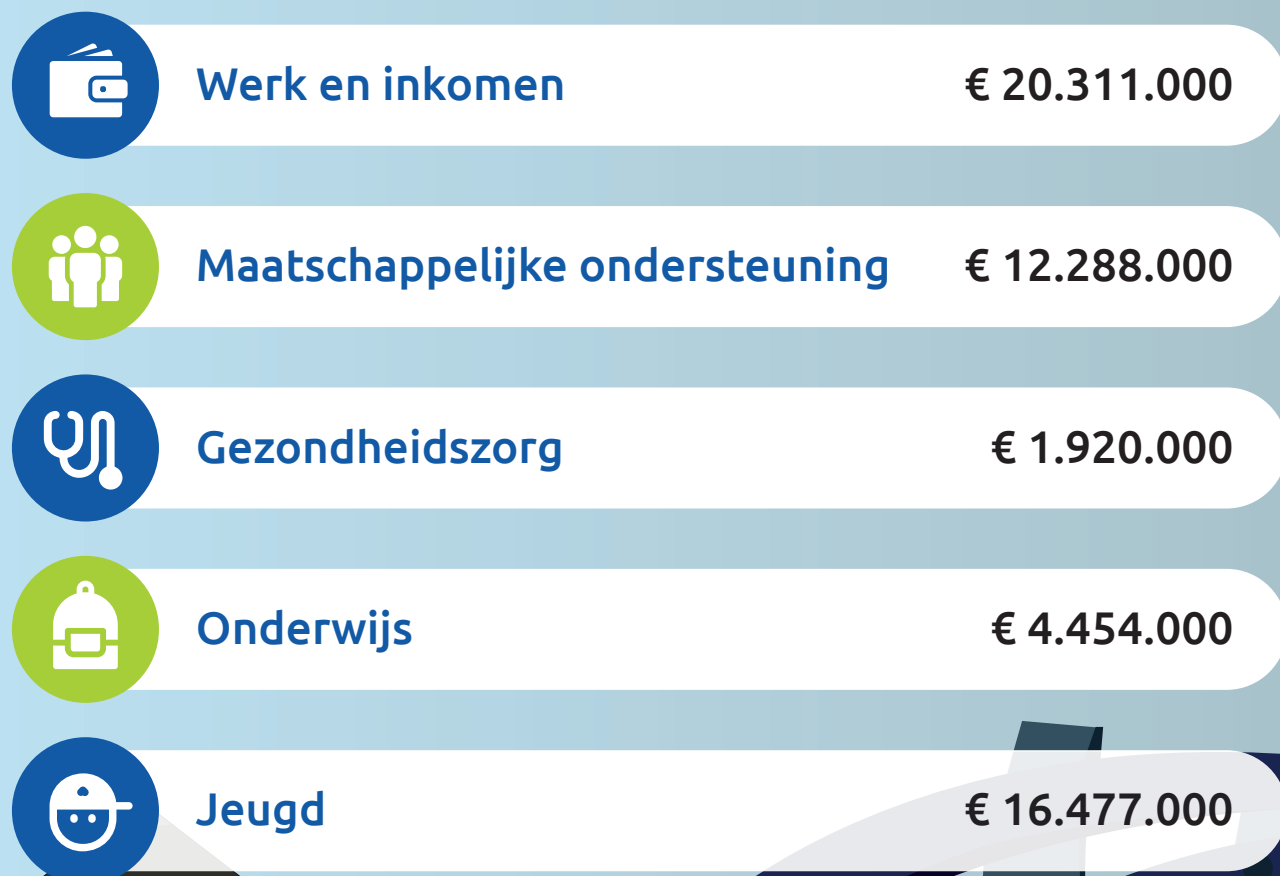 Werk en inkomen € 20.311.000
Maatschappelijke ondersteuning € 12.288.000
Gezondheidszorg € 1.920.000
Onderwijs € 4.454.000
Jeugd € 16.477.000